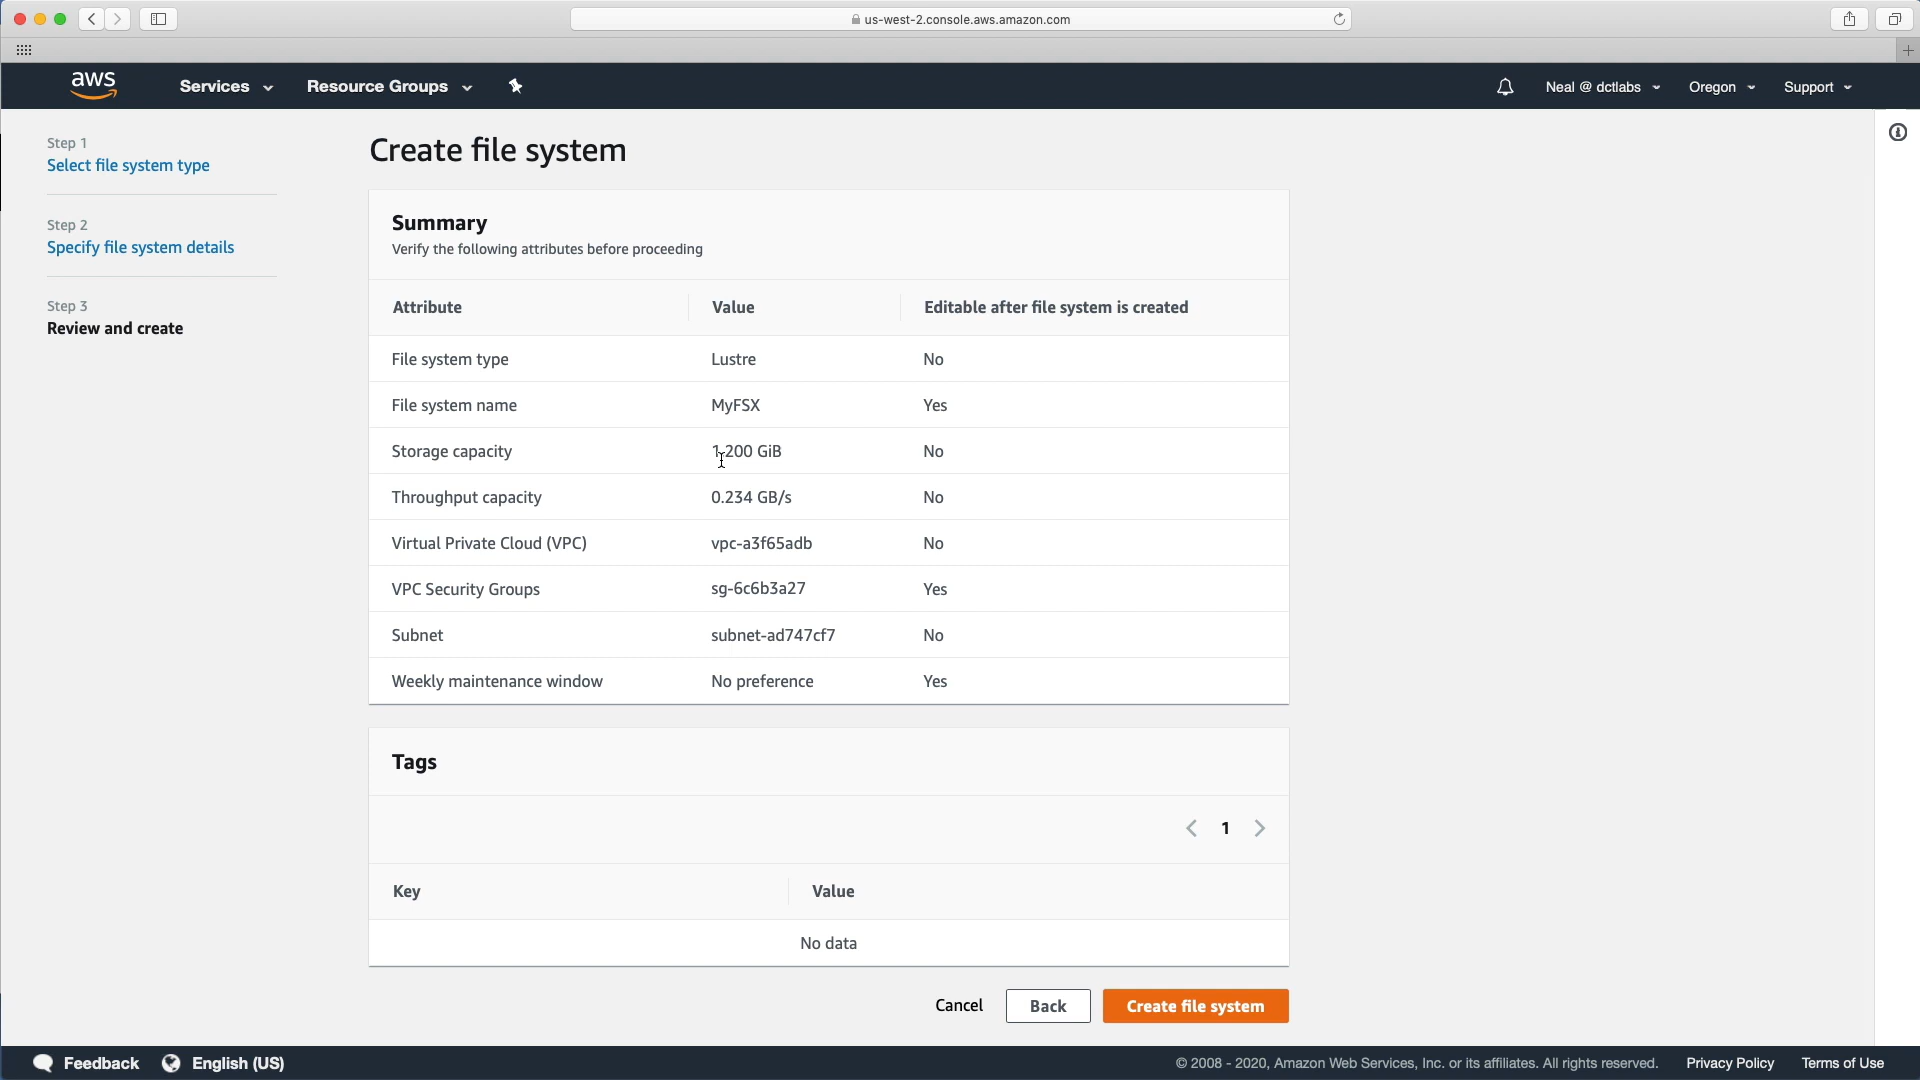 us-west-2.console.aws.amazon.com
aws
Services
Resource Groups
Neal @ dctlabs
Oregon
Support
Step 1
Select file system type
Step 2
Specify file system details
Step 3
Review and create
Create file system
Summary
Verify the following attributes before proceeding
Attribute Value Editable after file system is created
File system type Lustre No
File system name MyFSX Yes
Storage capacity 1,200 GiB No
Throughput capacity 0.234 GB/s No
Virtual Private Cloud (VPC) vpc-a3f65adb No
VPC Security Groups sg-6c6b3a27 Yes
Subnet subnet-ad747cf7 No
Weekly maintenance window No preference Yes
Tags
1
Key Value
No data
Cancel
Back
Create file system
Feedback
English (US)
© 2008 - 2020, Amazon Web Services, Inc. or its affiliates. All rights reserved.
Privacy Policy
Terms of Use